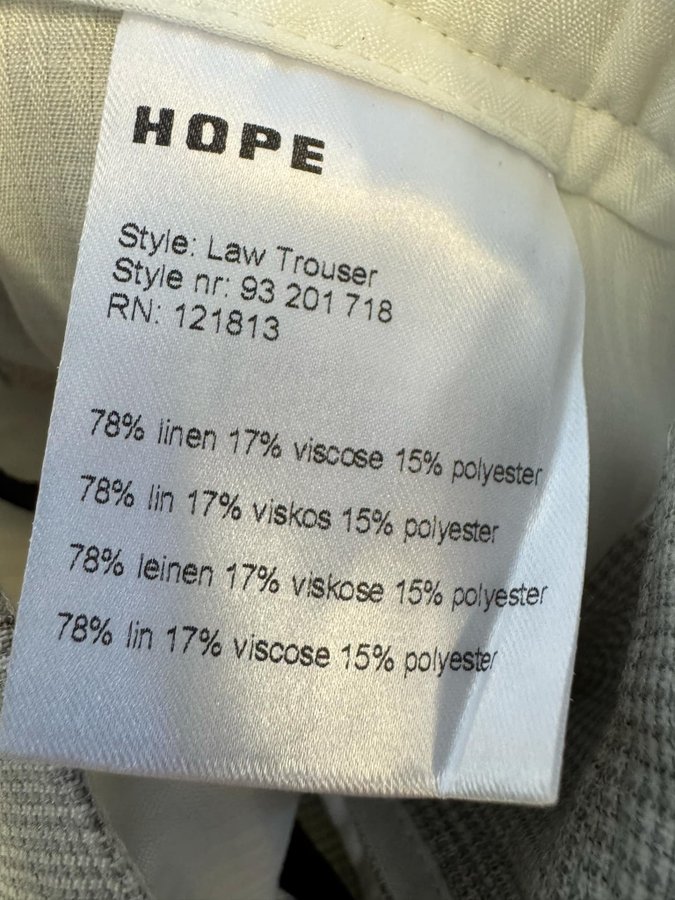 HOPE
Style: Law Trouser
Style nr: 93 201 718
RN: 121813
78% linen 17% viscose 15% polyester
78% lin 17% viskos 15% polyester
78% leinen 17% viskose 15% polyester
78% lin 17% viscose 15% polyester